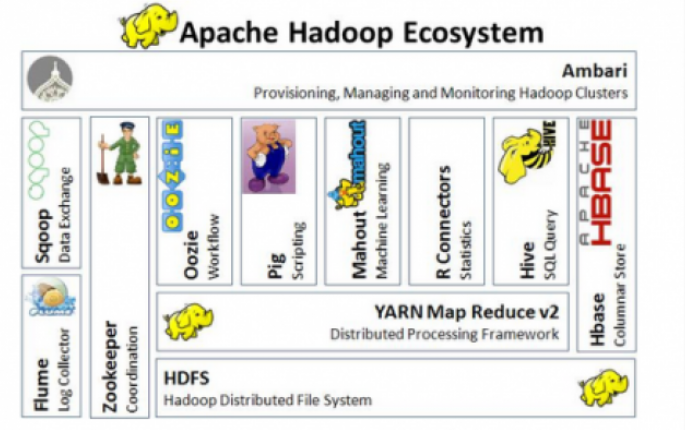 Apache Hadoop Ecosystem
Ambari
Provisioning, Managing and Monitoring Hadoop Clusters
sqoop
Sqoop
Data Exchange
Flume
Log Collector
Zookeeper
Coordination
OOZIE
Oozie
Workflow
Pig
Scripting
mahout
Mahout
Machine Learning
R Connectors
Statistics
HIVE
Hive
SQL Query
APACHE
HBASE
Hbase
Columnar Store
YARN Map Reduce v2
Distributed Processing Framework
HDFS
Hadoop Distributed File System